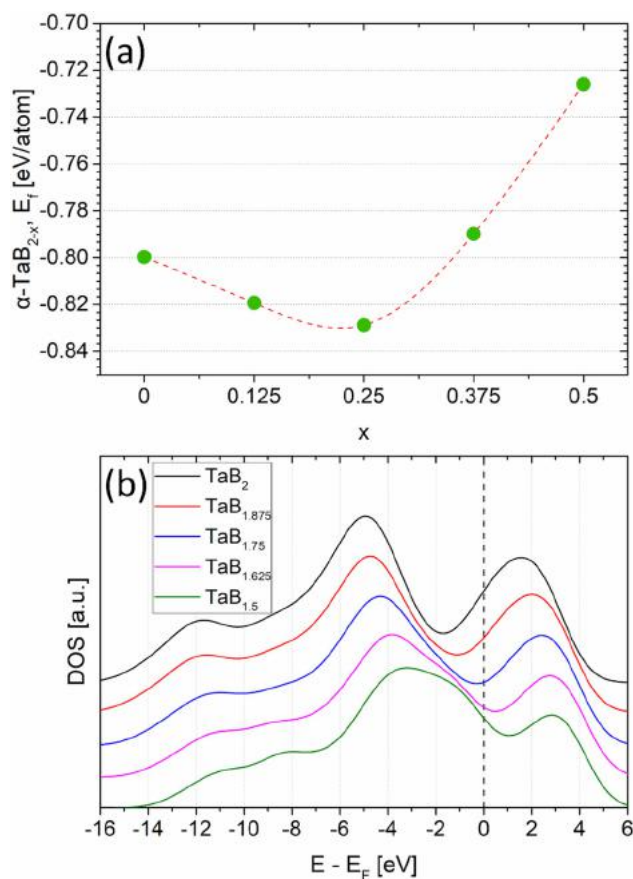 (a)
α-TaB2-x, Ef [eV/atom]
-0.70
-0.72
-0.74
-0.76
-0.78
-0.80
-0.82
-0.84
0 0.125 0.25 0.375 0.5
x
(b)
TaB2
TaB1.875
TaB1.75
TaB1.625
TaB1.5
DOS [a.u.]
-16 -14 -12 -10 -8 -6 -4 -2 0 2 4 6
E - EF [eV]